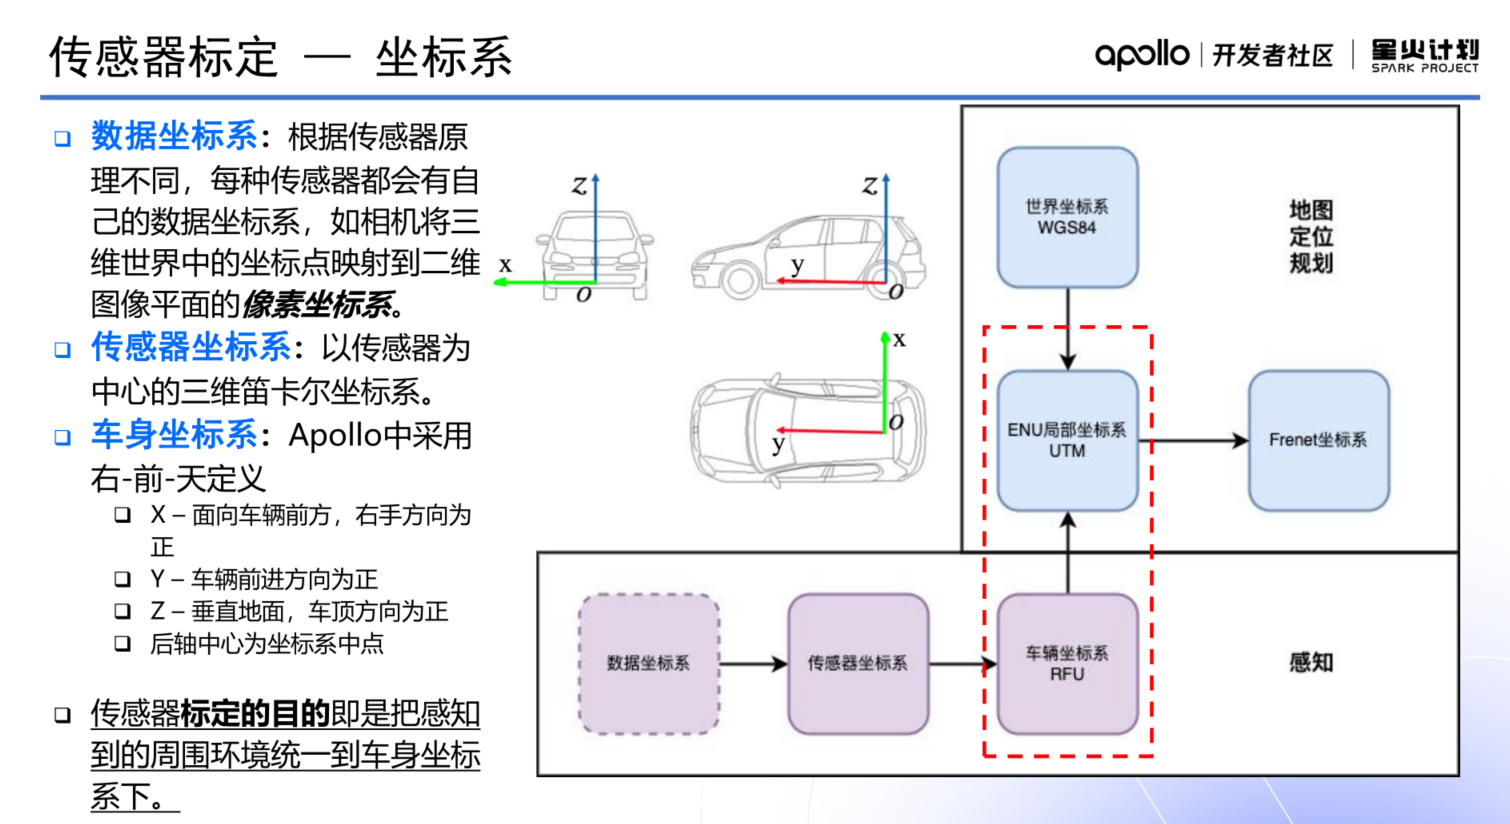 传感器标定 — 坐标系
apollo | 开发者社区 | 星火计划
SPARK PROJECT
数据坐标系：根据传感器原
理不同，每种传感器都会有自
己的数据坐标系，如相机将三
维世界中的坐标点映射到二维
图像平面的像素坐标系。
传感器坐标系：以传感器为
中心的三维笛卡尔坐标系。
车身坐标系：Apollo中采用
右-前-天定义
X – 面向车辆前方，右手方向为
正
Y – 车辆前进方向为正
Z – 垂直地面，车顶方向为正
后轴中心为坐标系中点
传感器标定的目的即是把感知
到的周围环境统一到车身坐标
系下。
Z
x
o
Z
y
o
x
o
y
世界坐标系
WGS84
地图
定位
规划
ENU局部坐标系
UTM
Frenet坐标系
数据坐标系
传感器坐标系
车辆坐标系
RFU
感知